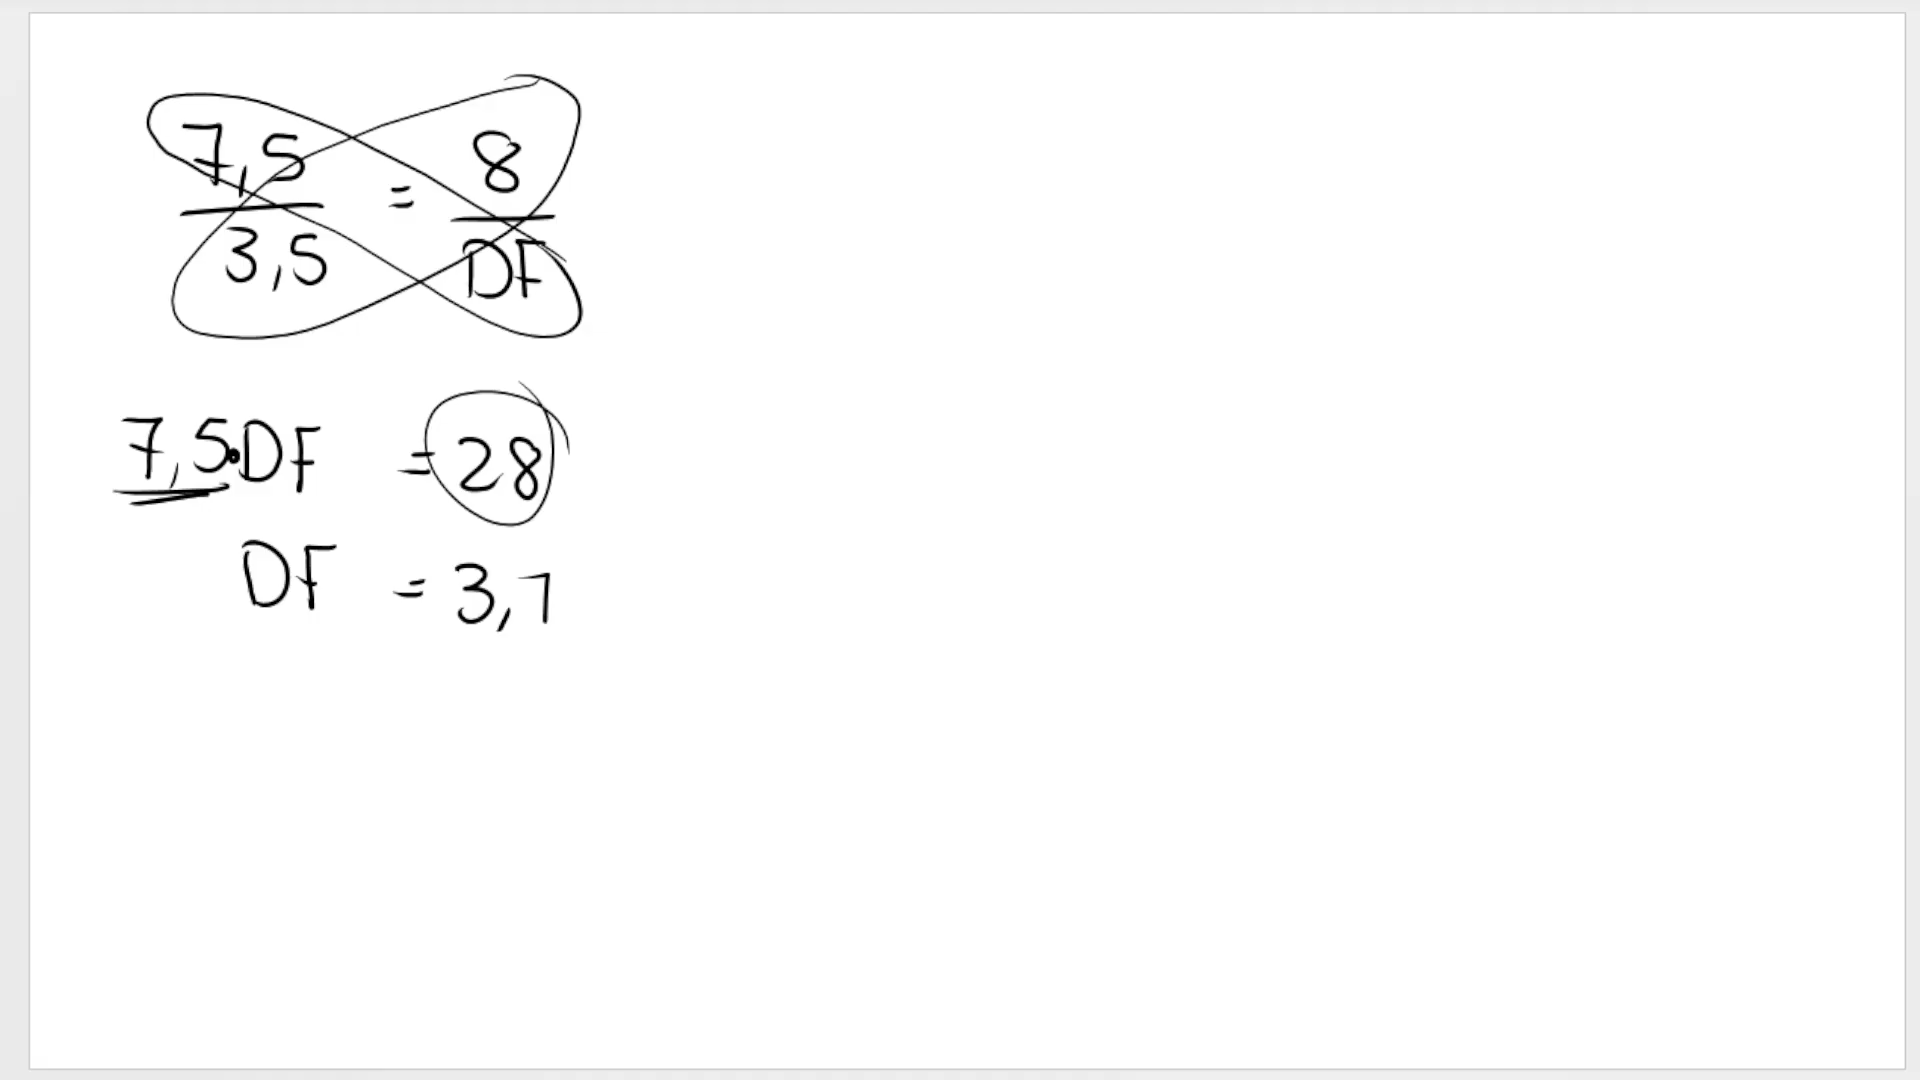 7,5 = 8
3,5 DF
7,5•DF = 28
DF = 3,7